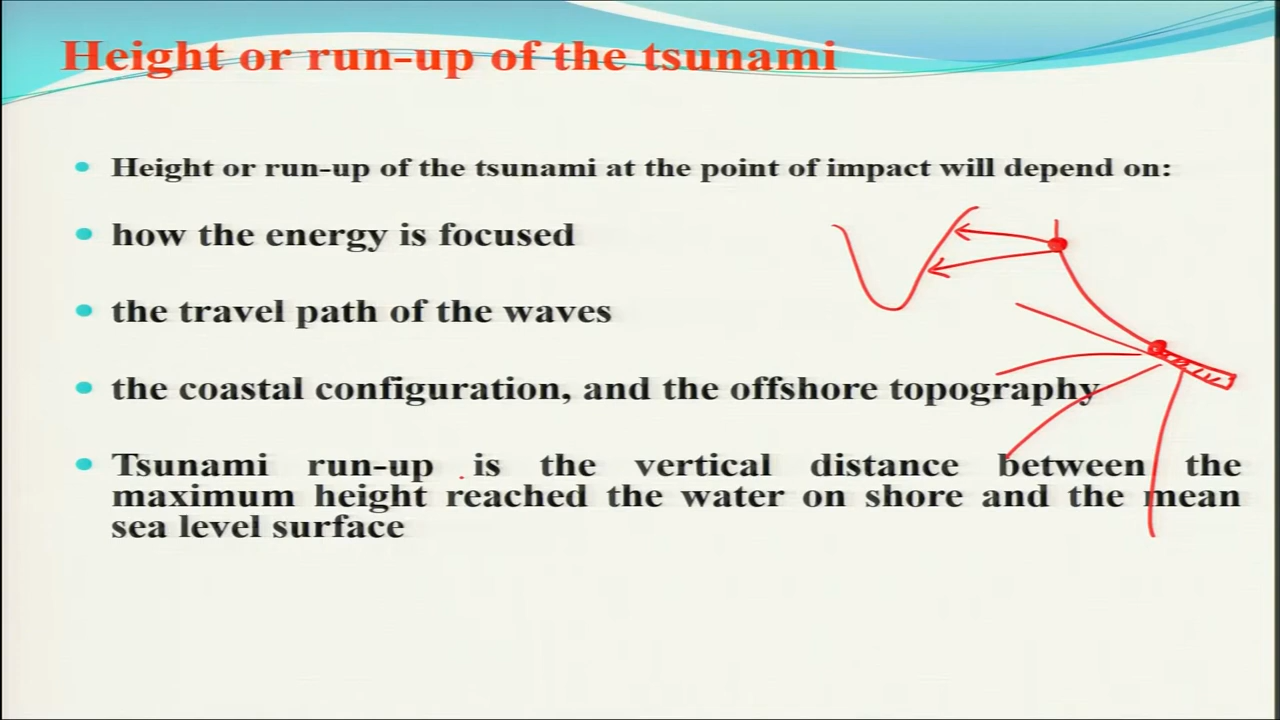 Height or run-up of the tsunami
Height or run-up of the tsunami at the point of impact will depend on:
how the energy is focused
the travel path of the waves
the coastal configuration, and the offshore topography
Tsunami run-up is the vertical distance between the
maximum height reached the water on shore and the mean
sea level surface